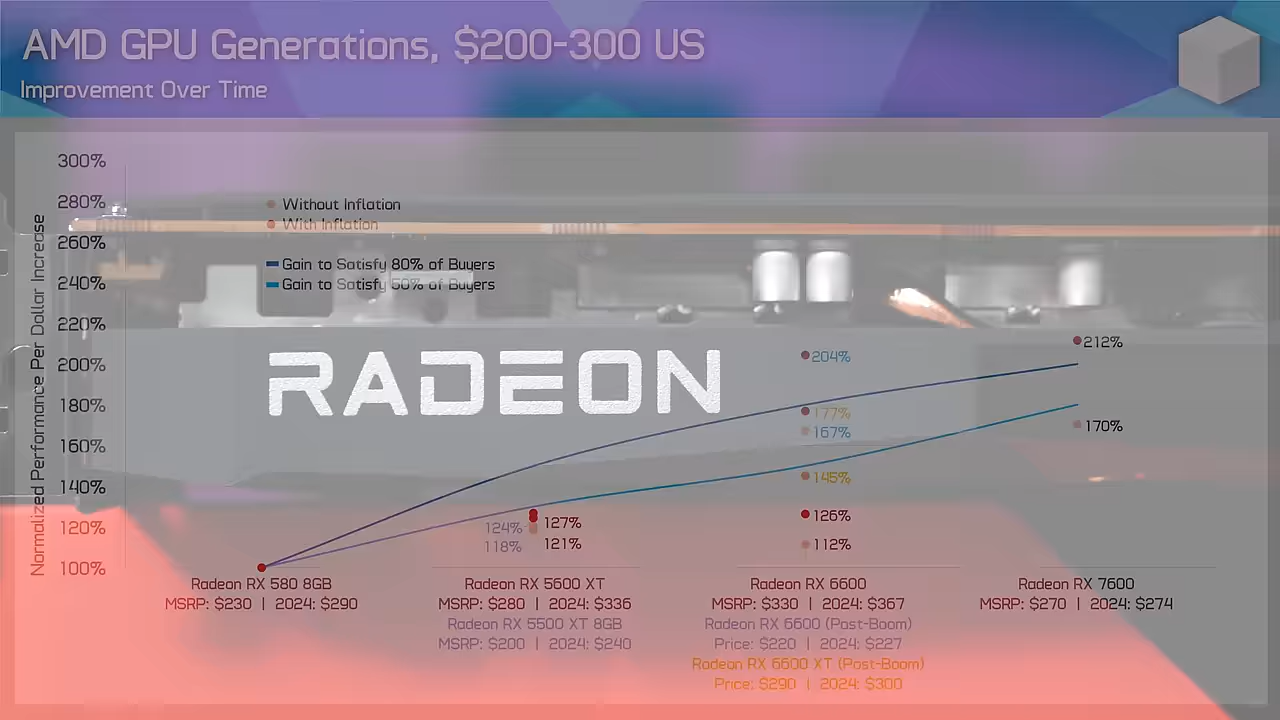 AMD GPU Generations, $200-300 US
Improvement Over Time
Normalized Performance Per Dollar Increase
300%
280%
260%
240%
220%
200%
180%
160%
140%
120%
100%
Without Inflation
With Inflation
Gain to Satisfy 80% of Buyers
Gain to Satisfy 50% of Buyers
RADEON
124%
118%
127%
121%
204%
177%
167%
145%
126%
112%
212%
170%
Radeon RX 580 8GB
MSRP: $230 | 2024: $290
Radeon RX 5600 XT
MSRP: $280 | 2024: $336
Radeon RX 5500 XT 8GB
MSRP: $200 | 2024: $240
Radeon RX 6600
MSRP: $330 | 2024: $367
Radeon RX 6600 (Post-Boom)
Price: $220 | 2024: $227
Radeon RX 6600 XT (Post-Boom)
Price: $290 | 2024: $300
Radeon RX 7600
MSRP: $270 | 2024: $274